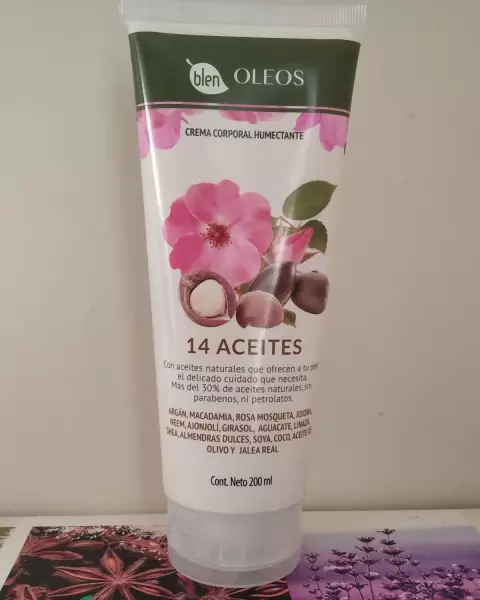 blen OLEOS
CREMA CORPORAL HUMECTANTE
14 ACEITES
Con aceites naturales que ofrecen a tu piel
el delicado cuidado que necesita.
Más del 30% de aceites naturales, sin
parabenos, ni petrolatos.
ARGÁN, MACADAMIA, ROSA MOSQUETA, JOJOBA,
NEEM, AJONJOLÍ, GIRASOL, AGUACATE, LINAZA,
SHEA, ALMENDRAS DULCES, SOYA, COCO, ACEITE DE
OLIVO Y JALEA REAL
Cont. Neto 200 ml